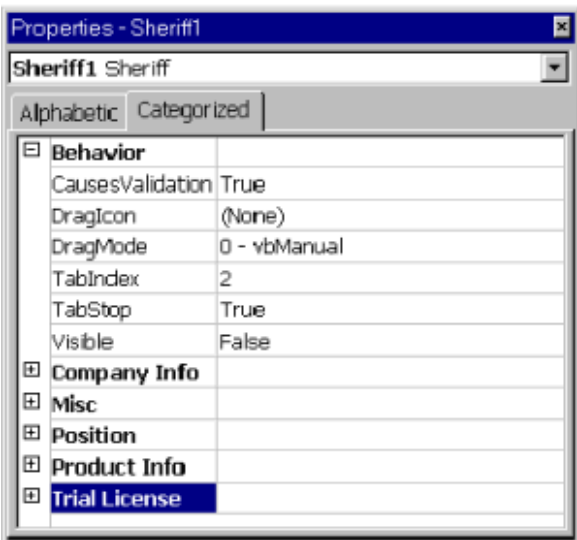 Properties - Sheriff1
Sheriff1 Sheriff
Alphabetic Categorized
Behavior
CausesValidation True
DragIcon (None)
DragMode 0 - vbManual
TabIndex 2
TabStop True
Visible False
Company Info
Misc
Position
Product Info
Trial License